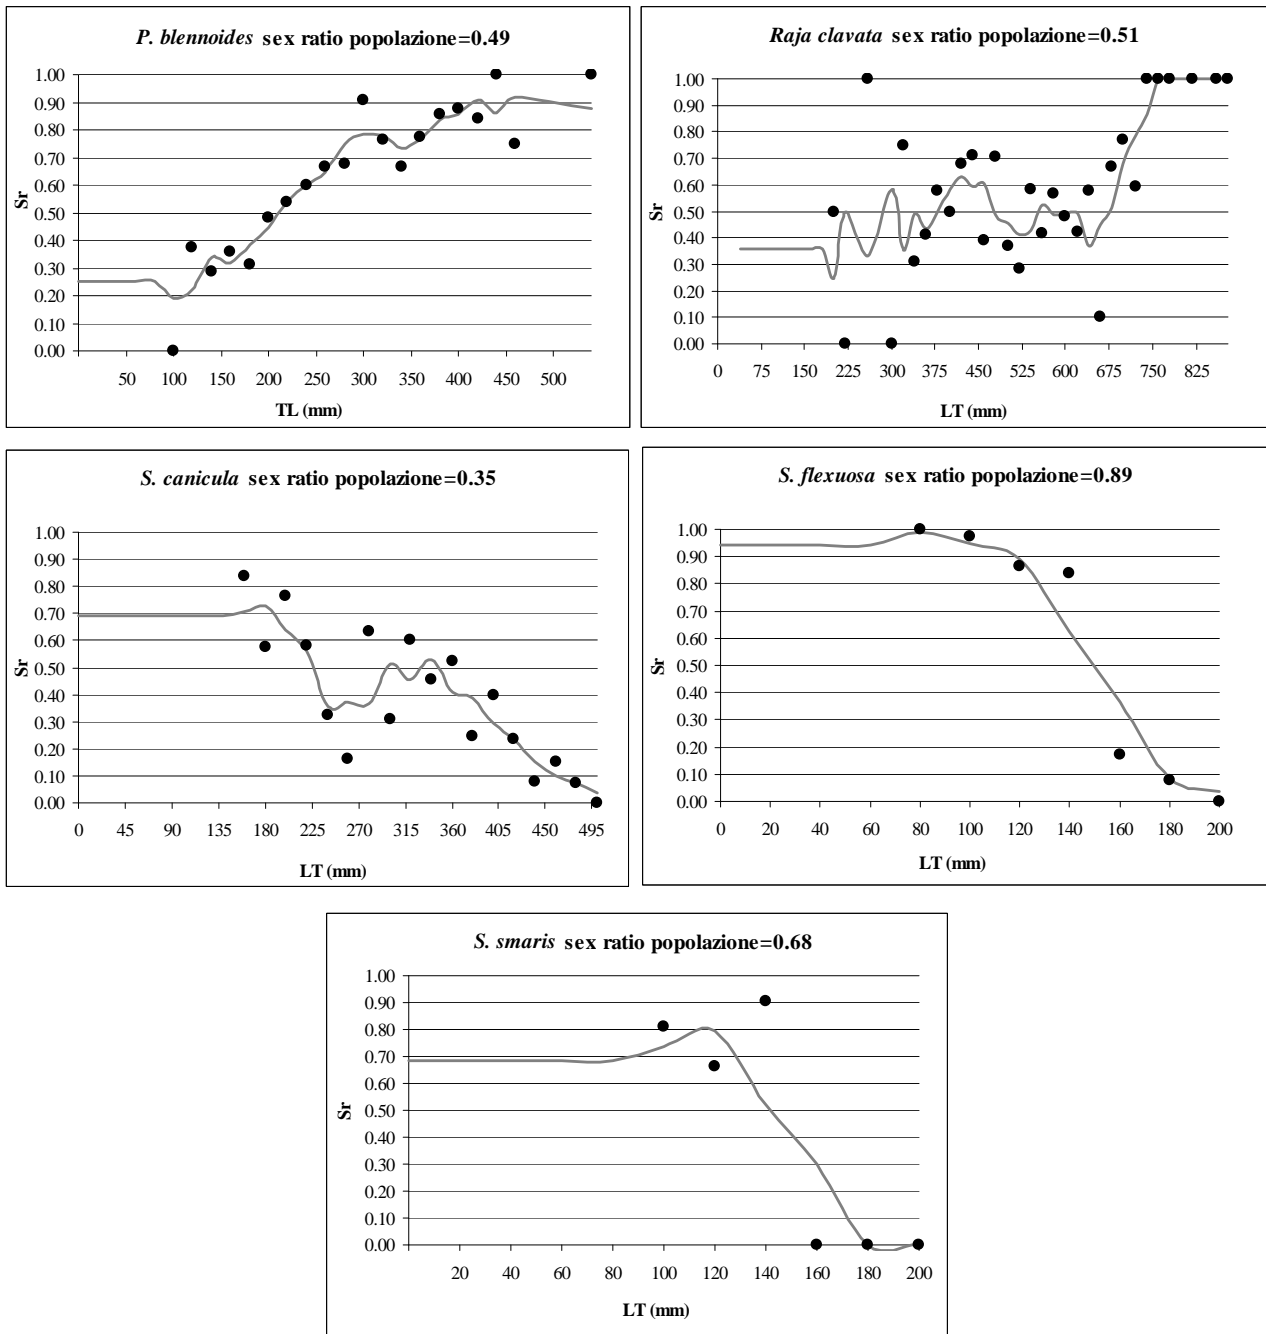 P. blennoides sex ratio popolazione=0.49
1.00
0.90
0.80
0.70
0.60
0.50
0.40
0.30
0.20
0.10
0.00
Sr
50 100 150 200 250 300 350 400 450 500
TL (mm)
Raja clavata sex ratio popolazione=0.51
1.00
0.90
0.80
0.70
0.60
0.50
0.40
0.30
0.20
0.10
0.00
Sr
0 75 150 225 300 375 450 525 600 675 750 825
LT (mm)
S. canicula sex ratio popolazione=0.35
1.00
0.90
0.80
0.70
0.60
0.50
0.40
0.30
0.20
0.10
0.00
Sr
0 45 90 135 180 225 270 315 360 405 450 495
LT (mm)
S. flexuosa sex ratio popolazione=0.89
1.00
0.90
0.80
0.70
0.60
0.50
0.40
0.30
0.20
0.10
0.00
Sr
0 20 40 60 80 100 120 140 160 180 200
LT (mm)
S. smaris sex ratio popolazione=0.68
1.00
0.90
0.80
0.70
0.60
0.50
0.40
0.30
0.20
0.10
0.00
Sr
20 40 60 80 100 120 140 160 180 200
LT (mm)